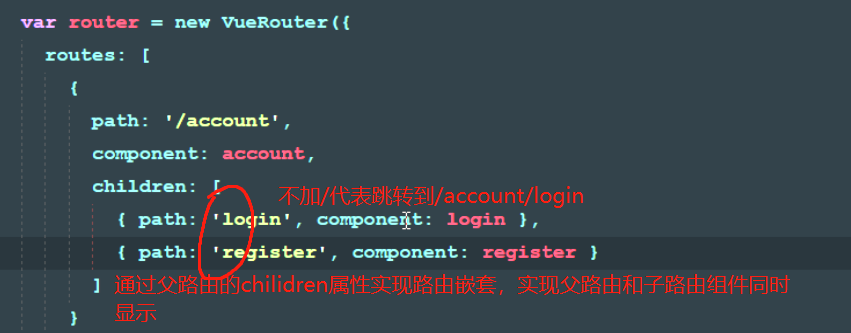 var router = new VueRouter({
routes: [
{
path: '/account',
component: account,
children: [
不加/代表跳转到/account/login
{ path: 'login', component: login },
{ path: 'register', component: register }
]
通过父路由的chilidren属性实现路由嵌套，实现父路由和子路由组件同时
显示
}